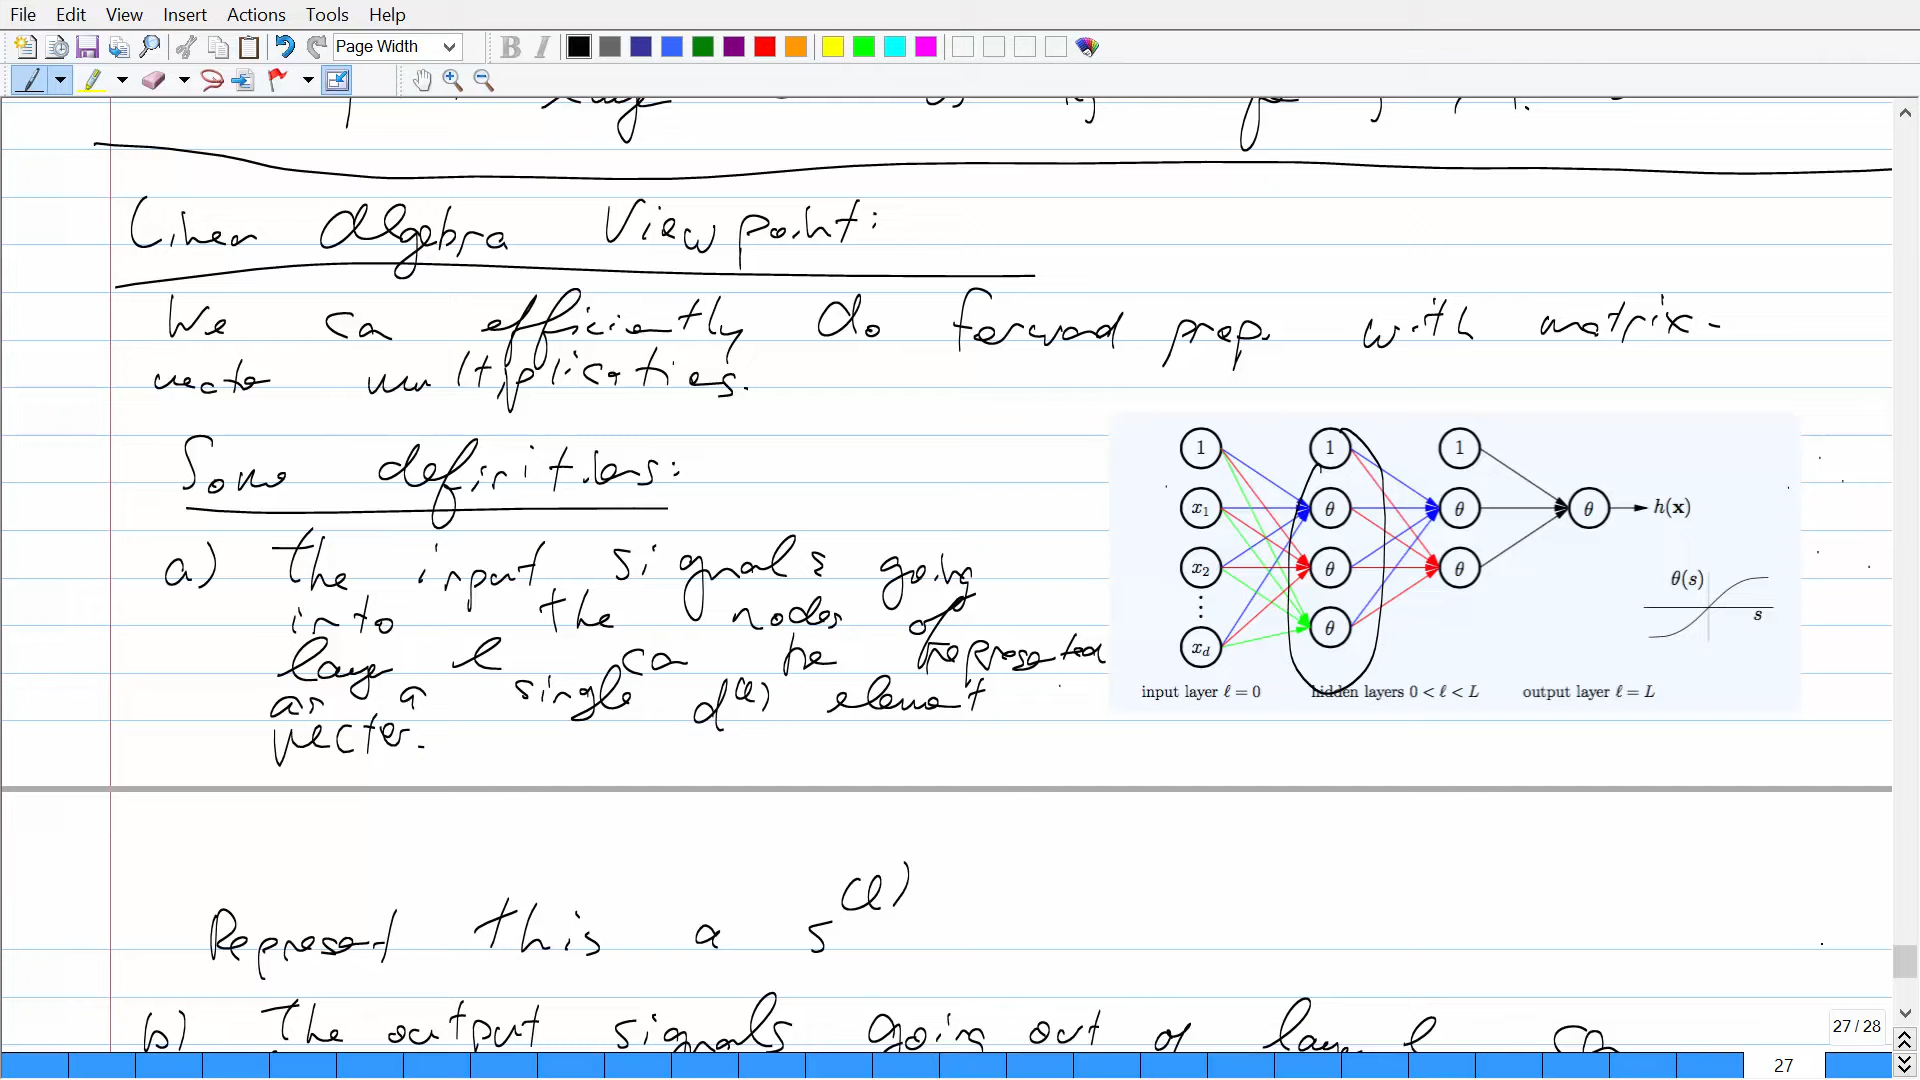 File Edit View Insert Actions Tools Help
Page Width
B I
Linear Algebra Viewpoint:
We can efficiently do forward prop. with matrix-
vector multiplications.
Some definitions:
a) the input signals going
into the nodes of
layer l can be represented
as a single d(l) element
vector.
1 1 1
x1 θ θ θ h(x)
x2 θ θ
θ(s)
s
⋮
θ
xd
input layer ℓ = 0 hidden layers 0 < ℓ < L output layer ℓ = L
Represent this a s(l)
b) The output signals going out of layer l can
27 / 28
27